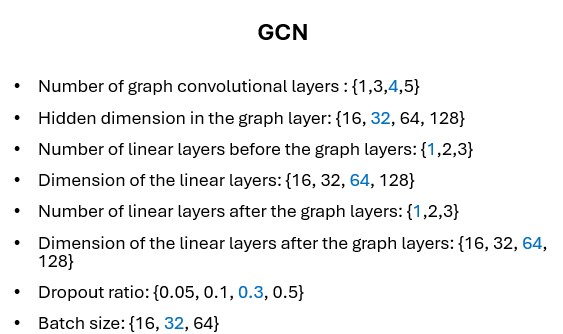 GCN
• Number of graph convolutional layers : {1,3,4,5}
• Hidden dimension in the graph layer: {16, 32, 64, 128}
• Number of linear layers before the graph layers: {1,2,3}
• Dimension of the linear layers: {16, 32, 64, 128}
• Number of linear layers after the graph layers: {1,2,3}
• Dimension of the linear layers after the graph layers: {16, 32, 64,
128}
• Dropout ratio: {0.05, 0.1, 0.3, 0.5}
• Batch size: {16, 32, 64}